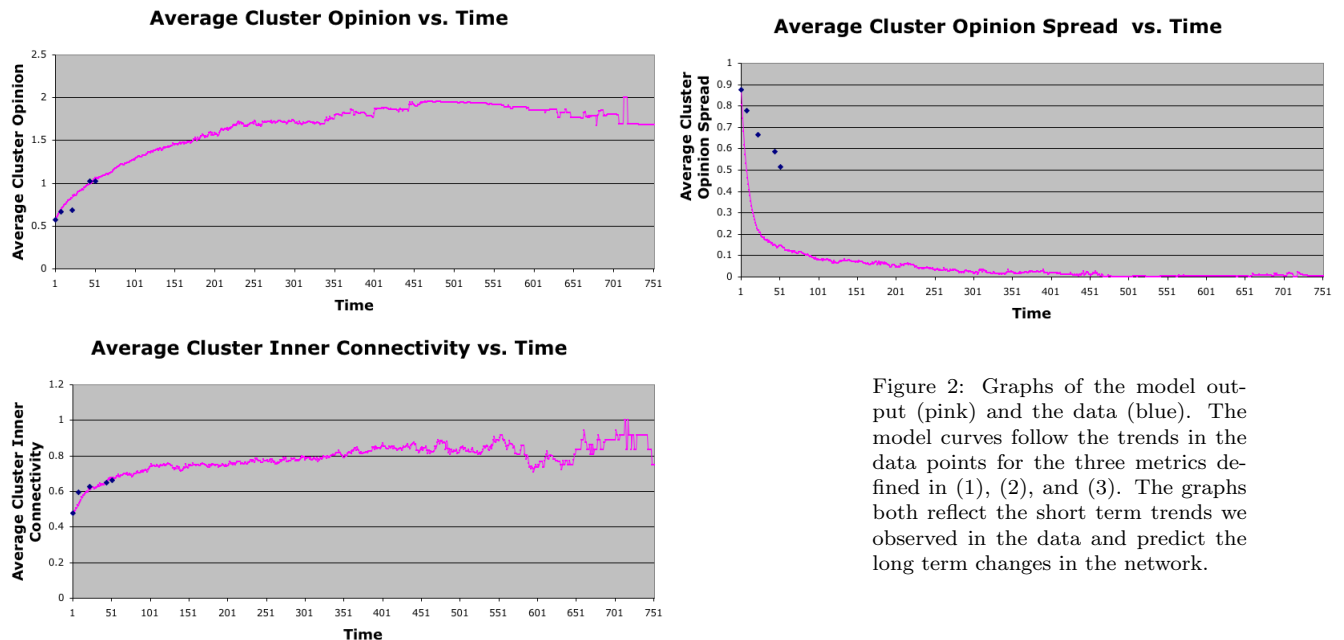 Average Cluster Opinion vs. Time
Average Cluster Opinion
2.5
2
1.5
1
0.5
0
1 51 101 151 201 251 301 351 401 451 501 551 601 651 701 751
Time
Average Cluster Opinion Spread vs. Time
Average Cluster
Opinion Spread
1
0.9
0.8
0.7
0.6
0.5
0.4
0.3
0.2
0.1
0
1 51 101 151 201 251 301 351 401 451 501 551 601 651 701 751
Time
Average Cluster Inner Connectivity vs. Time
Average Cluster Inner
Connectivity
1.2
1
0.8
0.6
0.4
0.2
0
1 51 101 151 201 251 301 351 401 451 501 551 601 651 701 751
Time
Figure 2: Graphs of the model out-
put (pink) and the data (blue). The
model curves follow the trends in the
data points for the three metrics de-
fined in (1), (2), and (3). The graphs
both reflect the short term trends we
observed in the data and predict the
long term changes in the network.